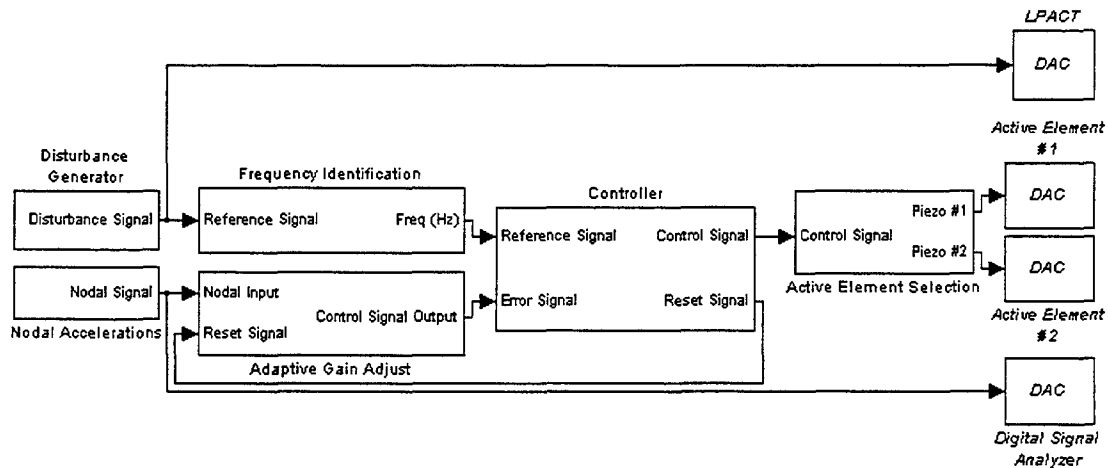 LPACT
DAC
Active Element
#1
DAC
Disturbance
Generator
Disturbance Signal
Frequency Identification
Reference Signal
Freq (Hz)
Controller
Reference Signal
Control Signal
Error Signal
Reset Signal
Control Signal
Piezo #1
Piezo #2
Active Element Selection
DAC
Active Element
#2
Nodal Signal
Nodal Accelerations
Nodal Input
Control Signal Output
Reset Signal
Adaptive Gain Adjust
DAC
Digital Signal
Analyzer